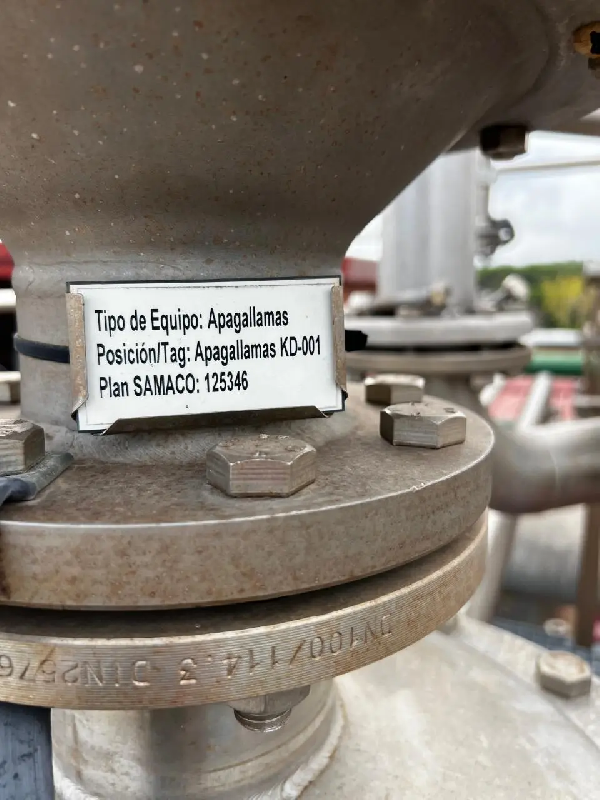 Tipo de Equipo: Apagallamas
Posición/Tag: Apagallamas KD-001
Plan SAMACO: 125346
DN100/114.3 DIN2576